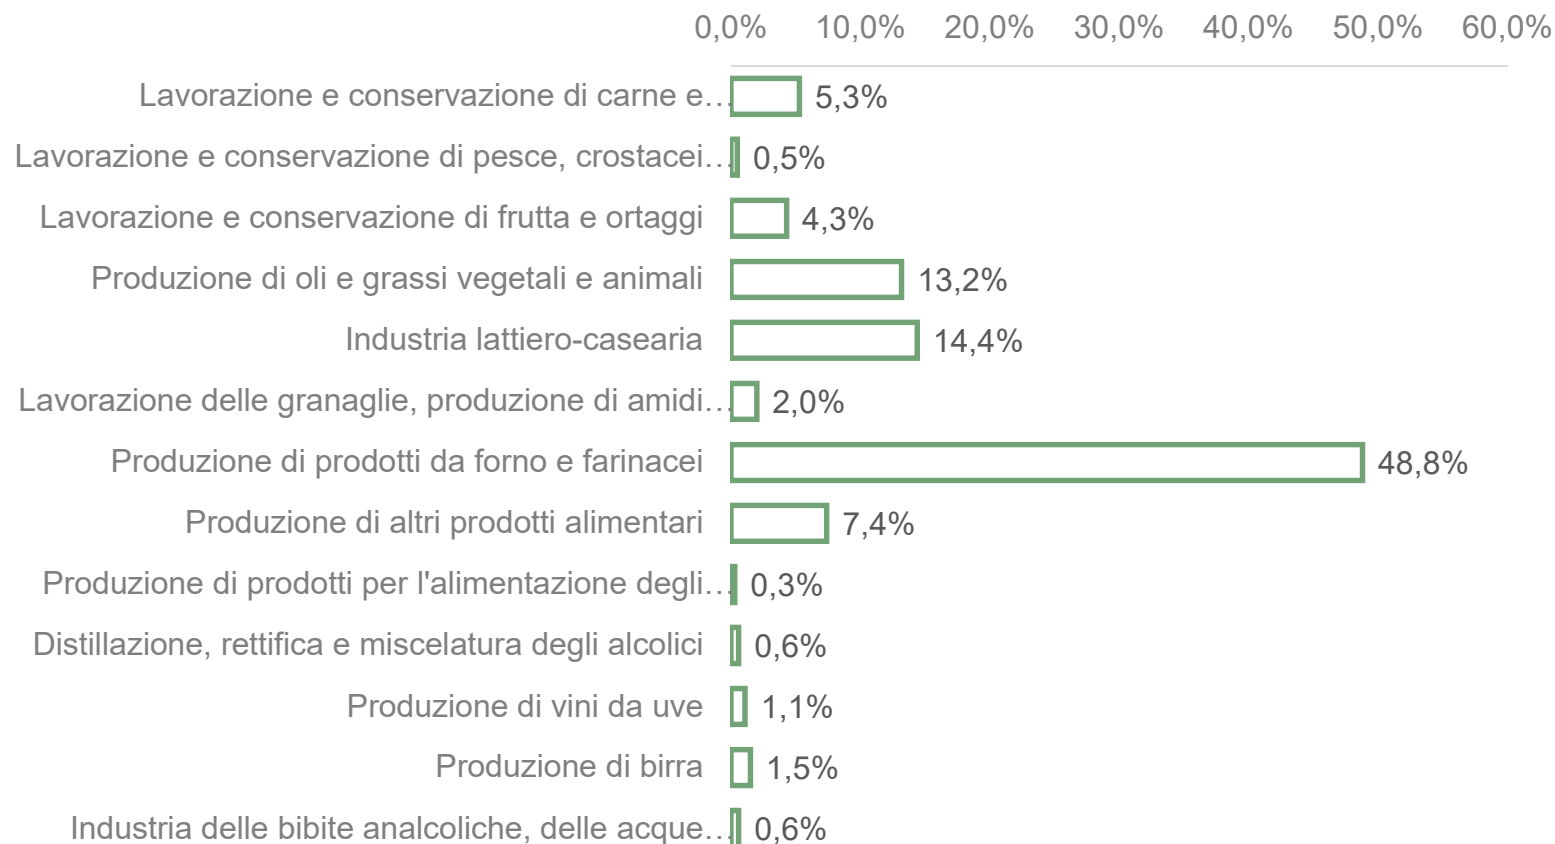 0,0% 10,0% 20,0% 30,0% 40,0% 50,0% 60,0%
Lavorazione e conservazione di carne e… 5,3%
Lavorazione e conservazione di pesce, crostacei… 0,5%
Lavorazione e conservazione di frutta e ortaggi 4,3%
Produzione di oli e grassi vegetali e animali 13,2%
Industria lattiero-casearia 14,4%
Lavorazione delle granaglie, produzione di amidi… 2,0%
Produzione di prodotti da forno e farinacei 48,8%
Produzione di altri prodotti alimentari 7,4%
Produzione di prodotti per l'alimentazione degli… 0,3%
Distillazione, rettifica e miscelatura degli alcolici 0,6%
Produzione di vini da uve 1,1%
Produzione di birra 1,5%
Industria delle bibite analcoliche, delle acque… 0,6%